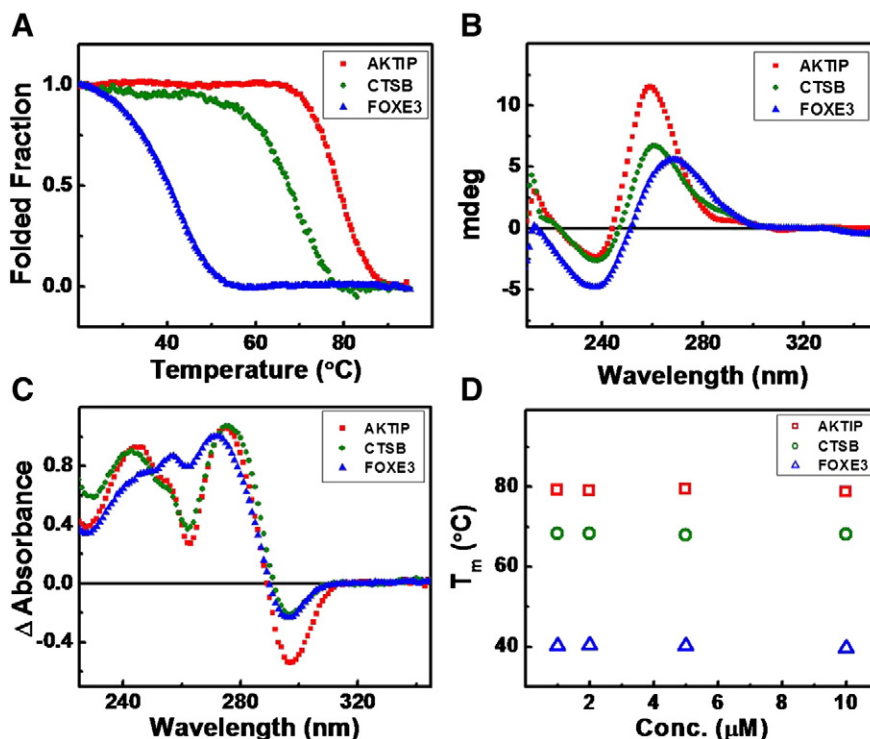 A
AKTIP
CTSB
FOXE3
1.0
0.5
0.0
Folded Fraction
40 60 80
Temperature (°C)
B
AKTIP
CTSB
FOXE3
10
5
0
-5
mdeg
240 280 320
Wavelength (nm)
C
AKTIP
CTSB
FOXE3
0.8
0.4
0.0
-0.4
Δ Absorbance
240 280 320
Wavelength (nm)
D
AKTIP
CTSB
FOXE3
80
60
40
Tm (°C)
2 4 6 8 10
Conc. (μM)